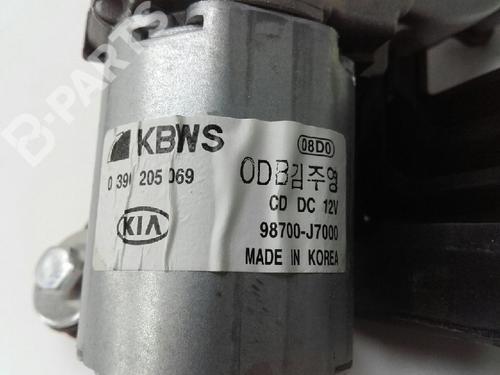 B-PARTS
KBWS
08D0
0 390 205 069
0DB김주영
CD DC 12V
KIA
98700-J7000
MADE IN KOREA